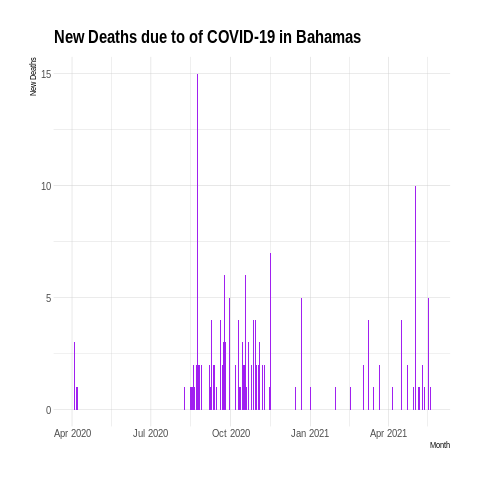 New Deaths due to of COVID-19 in Bahamas
New Deaths
15
10
5
0
Apr 2020 Jul 2020 Oct 2020 Jan 2021 Apr 2021
Month